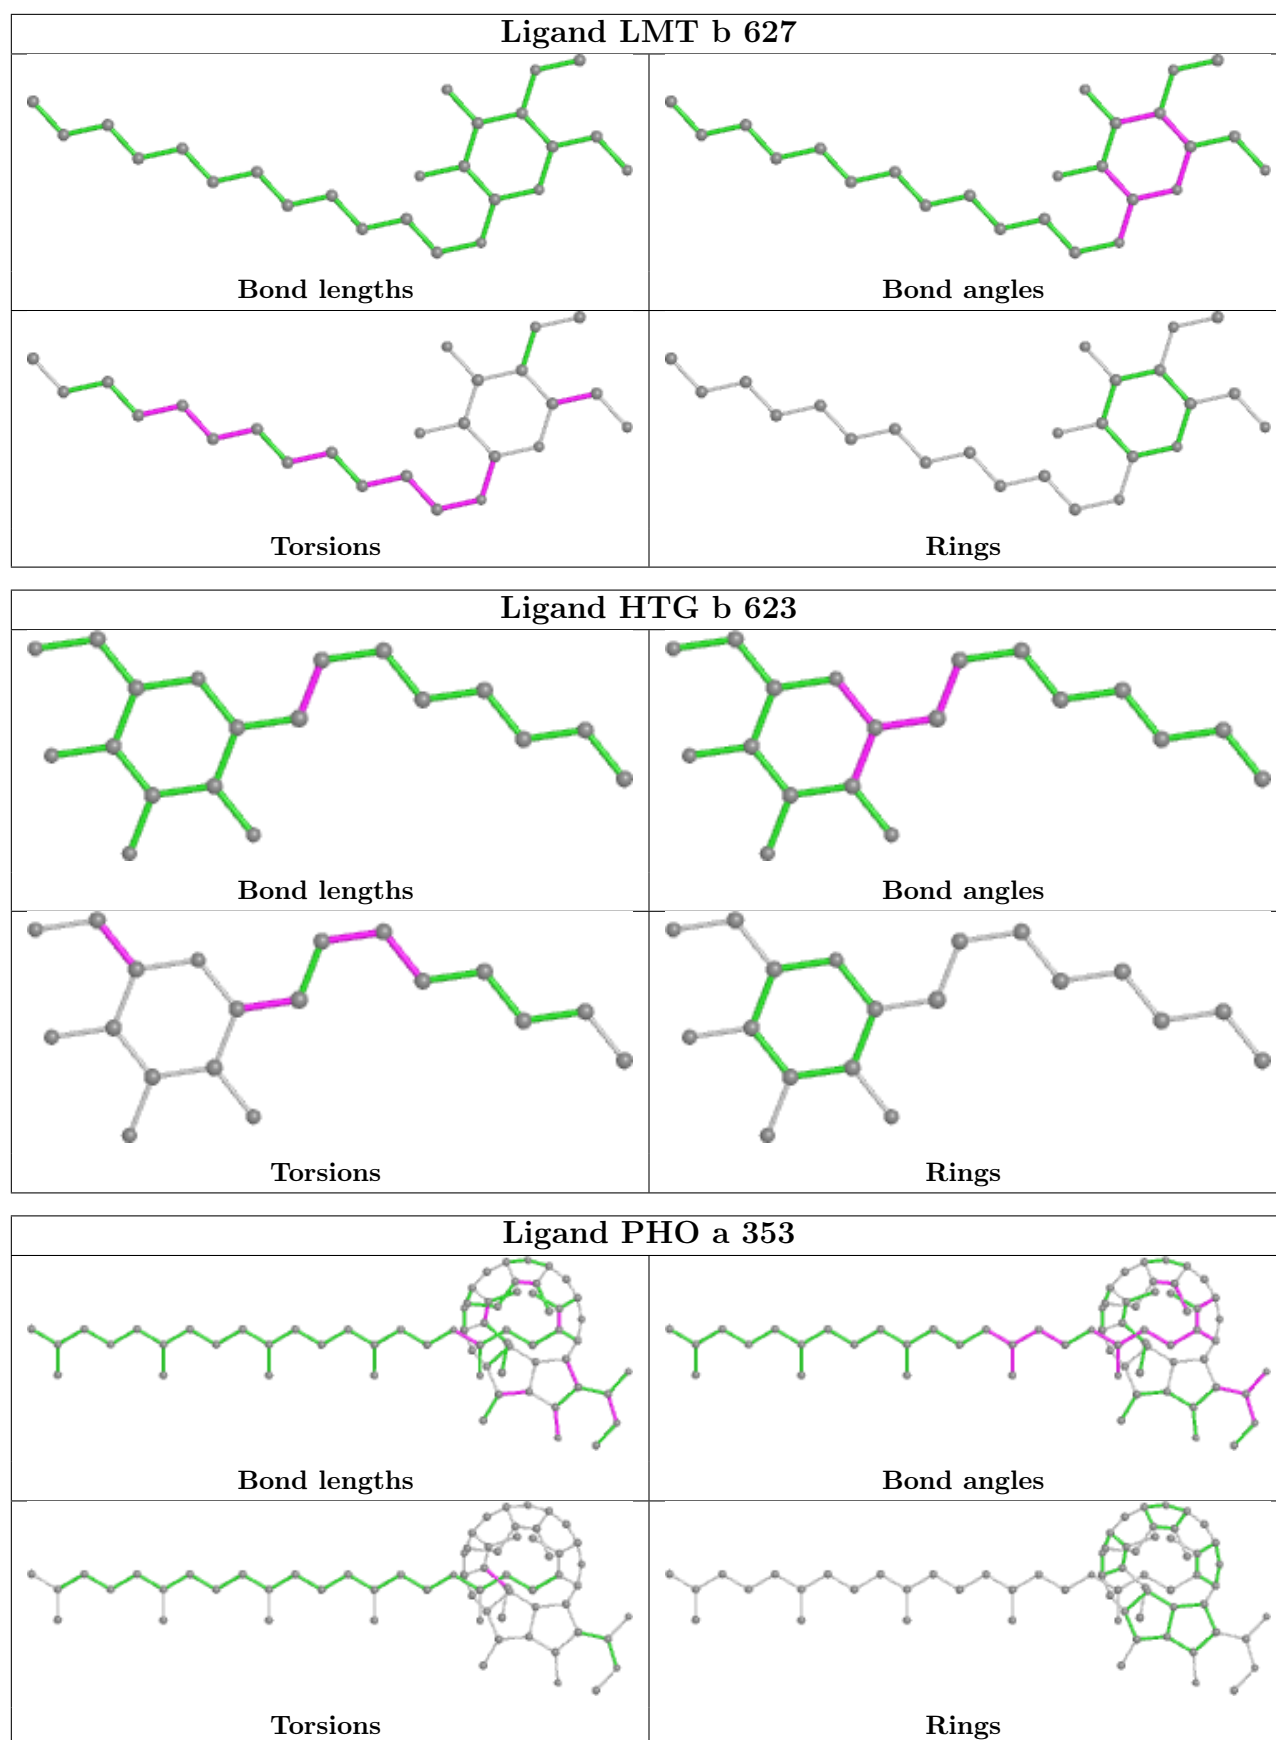 Ligand LMT b 627
Bond lengths
Bond angles
Torsions
Rings
Ligand HTG b 623
Bond lengths
Bond angles
Torsions
Rings
Ligand PHO a 353
Bond lengths
Bond angles
Torsions
Rings